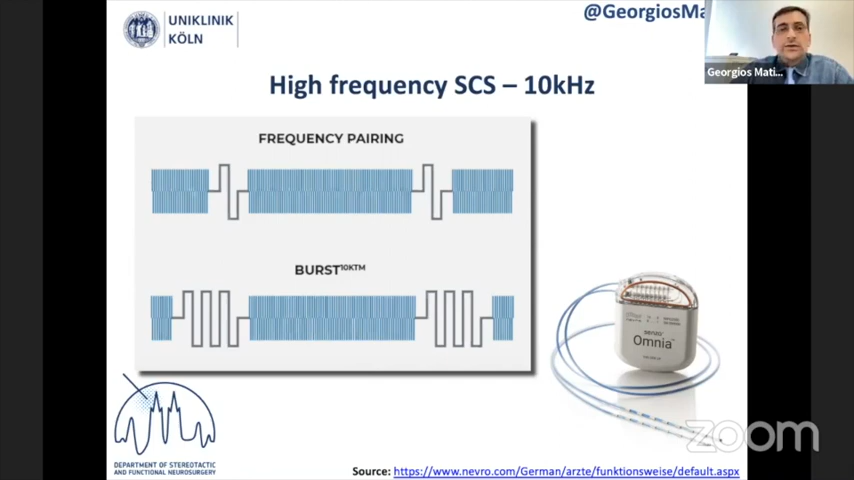 UNIKLINIK
KÖLN
@GeorgiosMa
Georgios Mati...
High frequency SCS – 10kHz
FREQUENCY PAIRING
BURST10KTM
SENZA
Omnia
DEPARTMENT OF STEREOTACTIC
AND FUNCTIONAL NEUROSURGERY
zoom
Source: https://www.nevro.com/German/arzte/funktionsweise/default.aspx